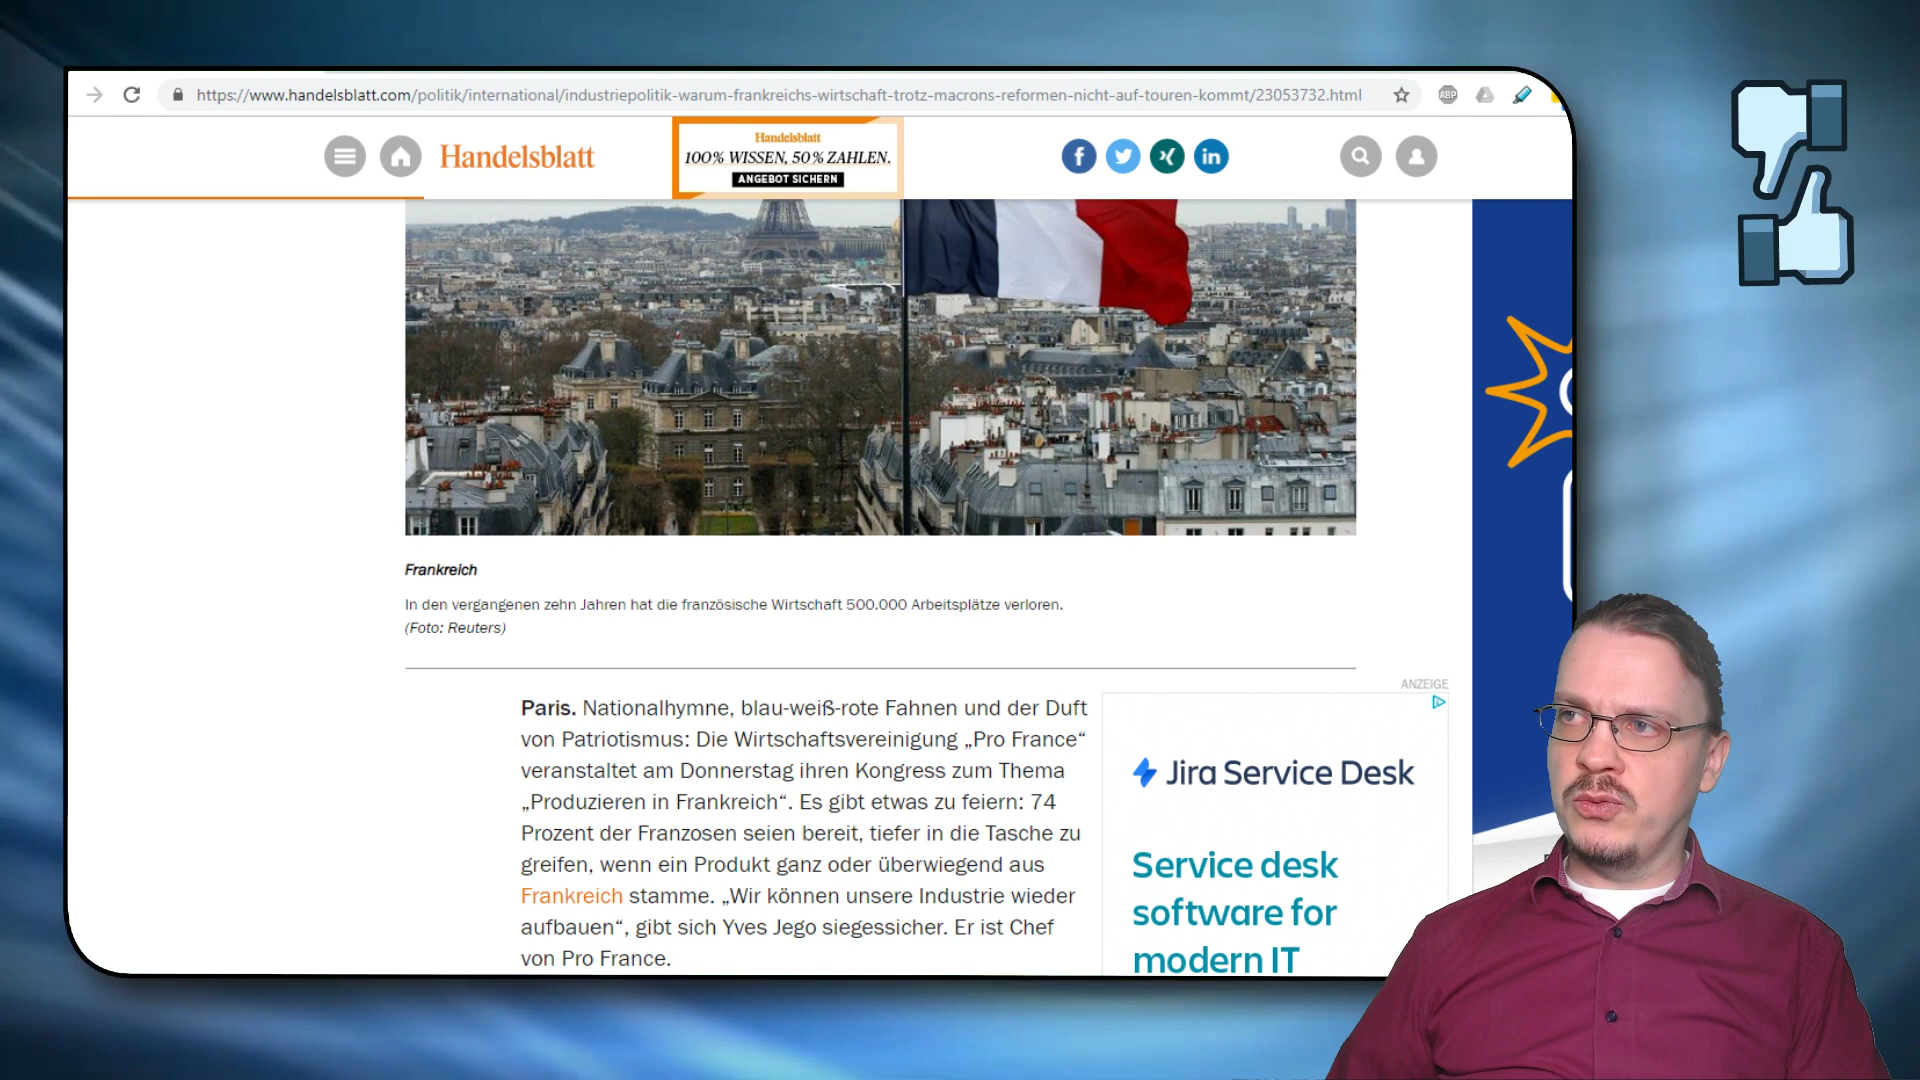 https://www.handelsblatt.com/politik/international/industriepolitik-warum-frankreichs-wirtschaft-trotz-macrons-reformen-nicht-auf-touren-kommt/23053732.html
ABP
Handelsblatt
Handelsblatt
100% WISSEN, 50% ZAHLEN.
ANGEBOT SICHERN
Frankreich
In den vergangenen zehn Jahren hat die französische Wirtschaft 500.000 Arbeitsplätze verloren.
(Foto: Reuters)
ANZEIGE
Paris. Nationalhymne, blau-weiß-rote Fahnen und der Duft
von Patriotismus: Die Wirtschaftsvereinigung „Pro France“
veranstaltet am Donnerstag ihren Kongress zum Thema
„Produzieren in Frankreich“. Es gibt etwas zu feiern: 74
Prozent der Franzosen seien bereit, tiefer in die Tasche zu
greifen, wenn ein Produkt ganz oder überwiegend aus
Frankreich stamme. „Wir können unsere Industrie wieder
aufbauen“, gibt sich Yves Jego siegessicher. Er ist Chef
von Pro France.
Jira Service Desk
Service desk
software for
modern IT